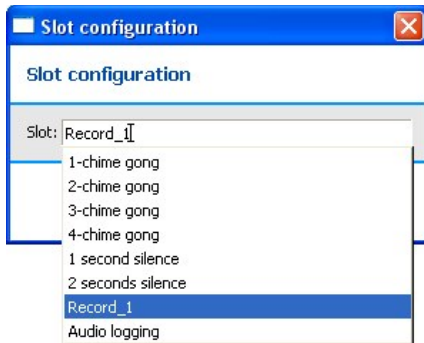 Slot configuration
Slot configuration
Slot: Record_1
1-chime gong
2-chime gong
3-chime gong
4-chime gong
1 second silence
2 seconds silence
Record_1
Audio logging